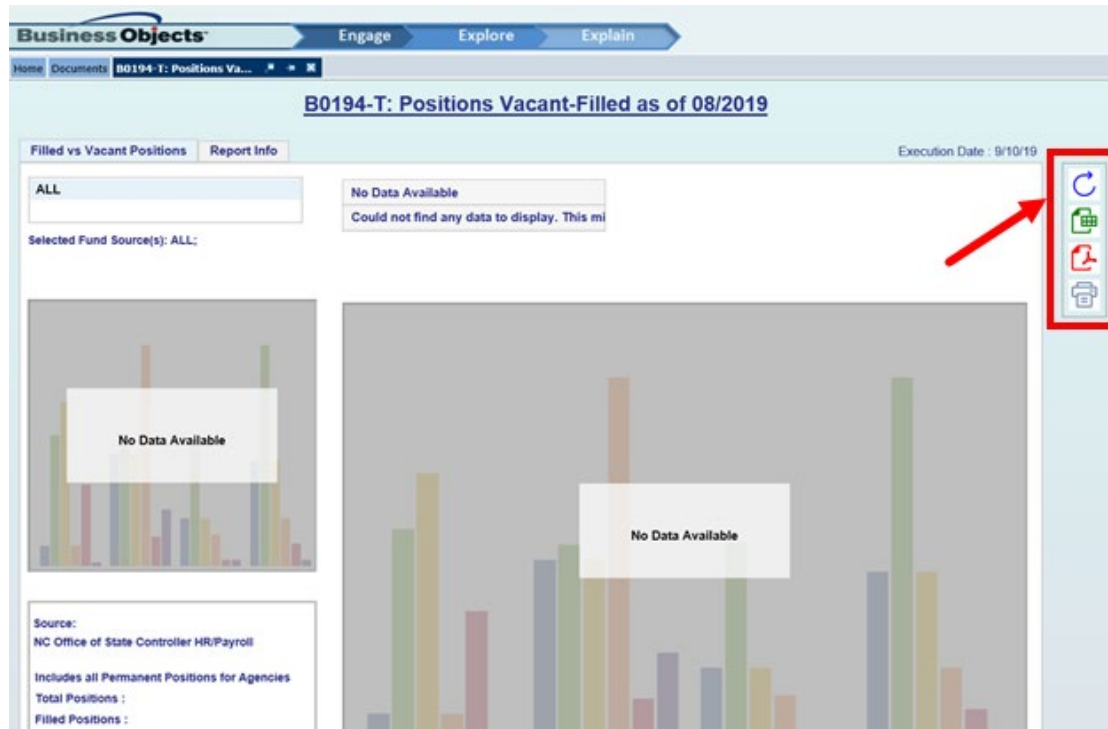 Business Objects
Engage Explore Explain
Home Documents B0194-T: Positions Va...
B0194-T: Positions Vacant-Filled as of 08/2019
Filled vs Vacant Positions Report Info
Execution Date : 9/10/19
ALL
No Data Available
Could not find any data to display. This mi
Selected Fund Source(s): ALL;
No Data Available
No Data Available
Source:
NC Office of State Controller HR/Payroll
Includes all Permanent Positions for Agencies
Total Positions :
Filled Positions :